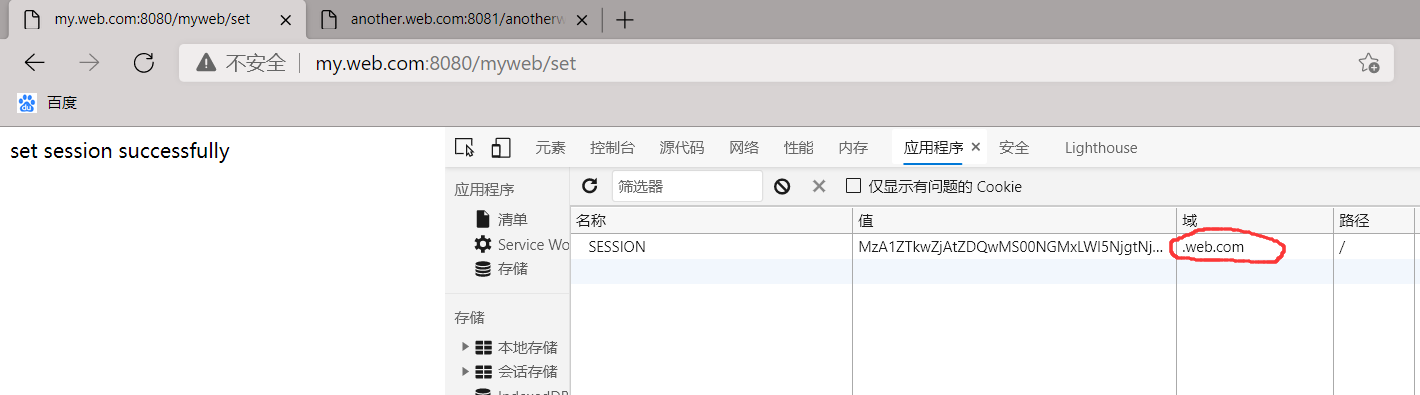 my.web.com:8080/myweb/set
another.web.com:8081/anotherw
不安全 my.web.com:8080/myweb/set
百度
set session successfully
元素 控制台 源代码 网络 性能 内存 应用程序 安全 Lighthouse
应用程序
筛选器 仅显示有问题的 Cookie
清单
Service Wo
存储
名称 值 域 路径
SESSION MzA1ZTkwZjAtZDQwMS00NGMxLWI5NjgtNj... .web.com /
存储
本地存储
会话存储
IndexedDB